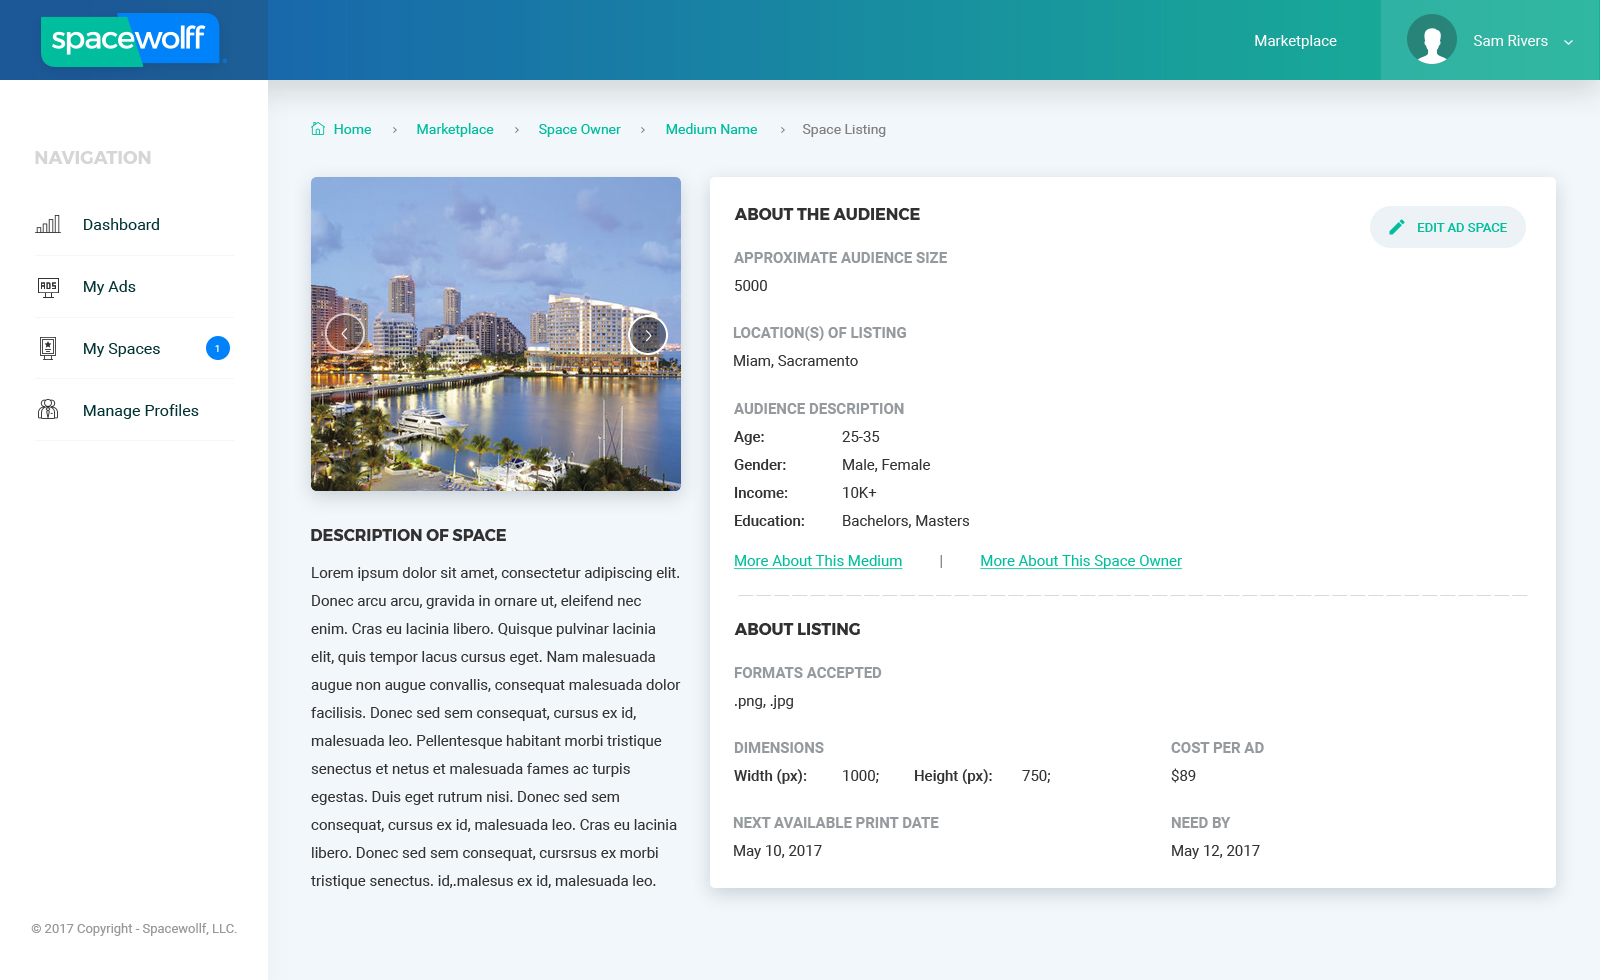 spacewolff
Marketplace
Sam Rivers
NAVIGATION
Dashboard
ADS
My Ads
My Spaces
1
Manage Profiles
© 2017 Copyright - Spacewollf, LLC.
Home › Marketplace › Space Owner › Medium Name › Space Listing
DESCRIPTION OF SPACE
Lorem ipsum dolor sit amet, consectetur adipiscing elit.
Donec arcu arcu, gravida in ornare ut, eleifend nec
enim. Cras eu lacinia libero. Quisque pulvinar lacinia
elit, quis tempor lacus cursus eget. Nam malesuada
augue non augue convallis, consequat malesuada dolor
facilisis. Donec sed sem consequat, cursus ex id,
malesuada leo. Pellentesque habitant morbi tristique
senectus et netus et malesuada fames ac turpis
egestas. Duis eget rutrum nisi. Donec sed sem
consequat, cursus ex id, malesuada leo. Cras eu lacinia
libero. Donec sed sem consequat, cursrsus ex morbi
tristique senectus. id,.malesus ex id, malesuada leo.
ABOUT THE AUDIENCE
EDIT AD SPACE
APPROXIMATE AUDIENCE SIZE
5000
LOCATION(S) OF LISTING
Miam, Sacramento
AUDIENCE DESCRIPTION
Age: 25-35
Gender: Male, Female
Income: 10K+
Education: Bachelors, Masters
More About This Medium | More About This Space Owner
ABOUT LISTING
FORMATS ACCEPTED
.png, .jpg
DIMENSIONS
Width (px): 1000; Height (px): 750;
COST PER AD
$89
NEXT AVAILABLE PRINT DATE
May 10, 2017
NEED BY
May 12, 2017